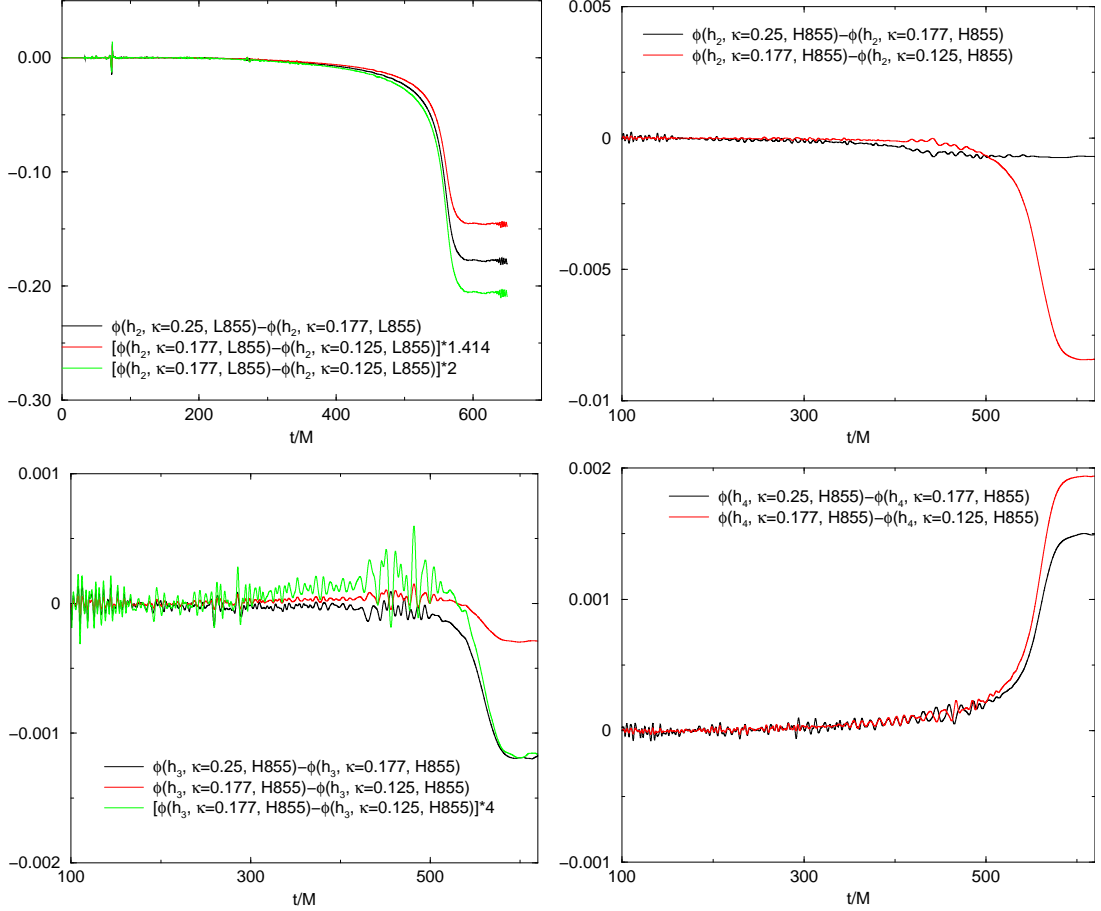 0.00
−0.10
−0.20
−0.30
0 200 400 600
t/M
ϕ(h₂, κ=0.25, L855)−ϕ(h₂, κ=0.177, L855)
[ϕ(h₂, κ=0.177, L855)−ϕ(h₂, κ=0.125, L855)]*1.414
[ϕ(h₂, κ=0.177, L855)−ϕ(h₂, κ=0.125, L855)]*2
0.005
0
−0.005
−0.01
100 300 500
t/M
ϕ(h₂, κ=0.25, H855)−ϕ(h₂, κ=0.177, H855)
ϕ(h₂, κ=0.177, H855)−ϕ(h₂, κ=0.125, H855)
0.001
0
−0.001
−0.002
100 300 500
t/M
ϕ(h₃, κ=0.25, H855)−ϕ(h₃, κ=0.177, H855)
ϕ(h₃, κ=0.177, H855)−ϕ(h₃, κ=0.125, H855)
[ϕ(h₃, κ=0.177, H855)−ϕ(h₃, κ=0.125, H855)]*4
0.002
0.001
0
−0.001
100 300 500
t/M
ϕ(h₄, κ=0.25, H855)−ϕ(h₄, κ=0.177, H855)
ϕ(h₄, κ=0.177, H855)−ϕ(h₄, κ=0.125, H855)